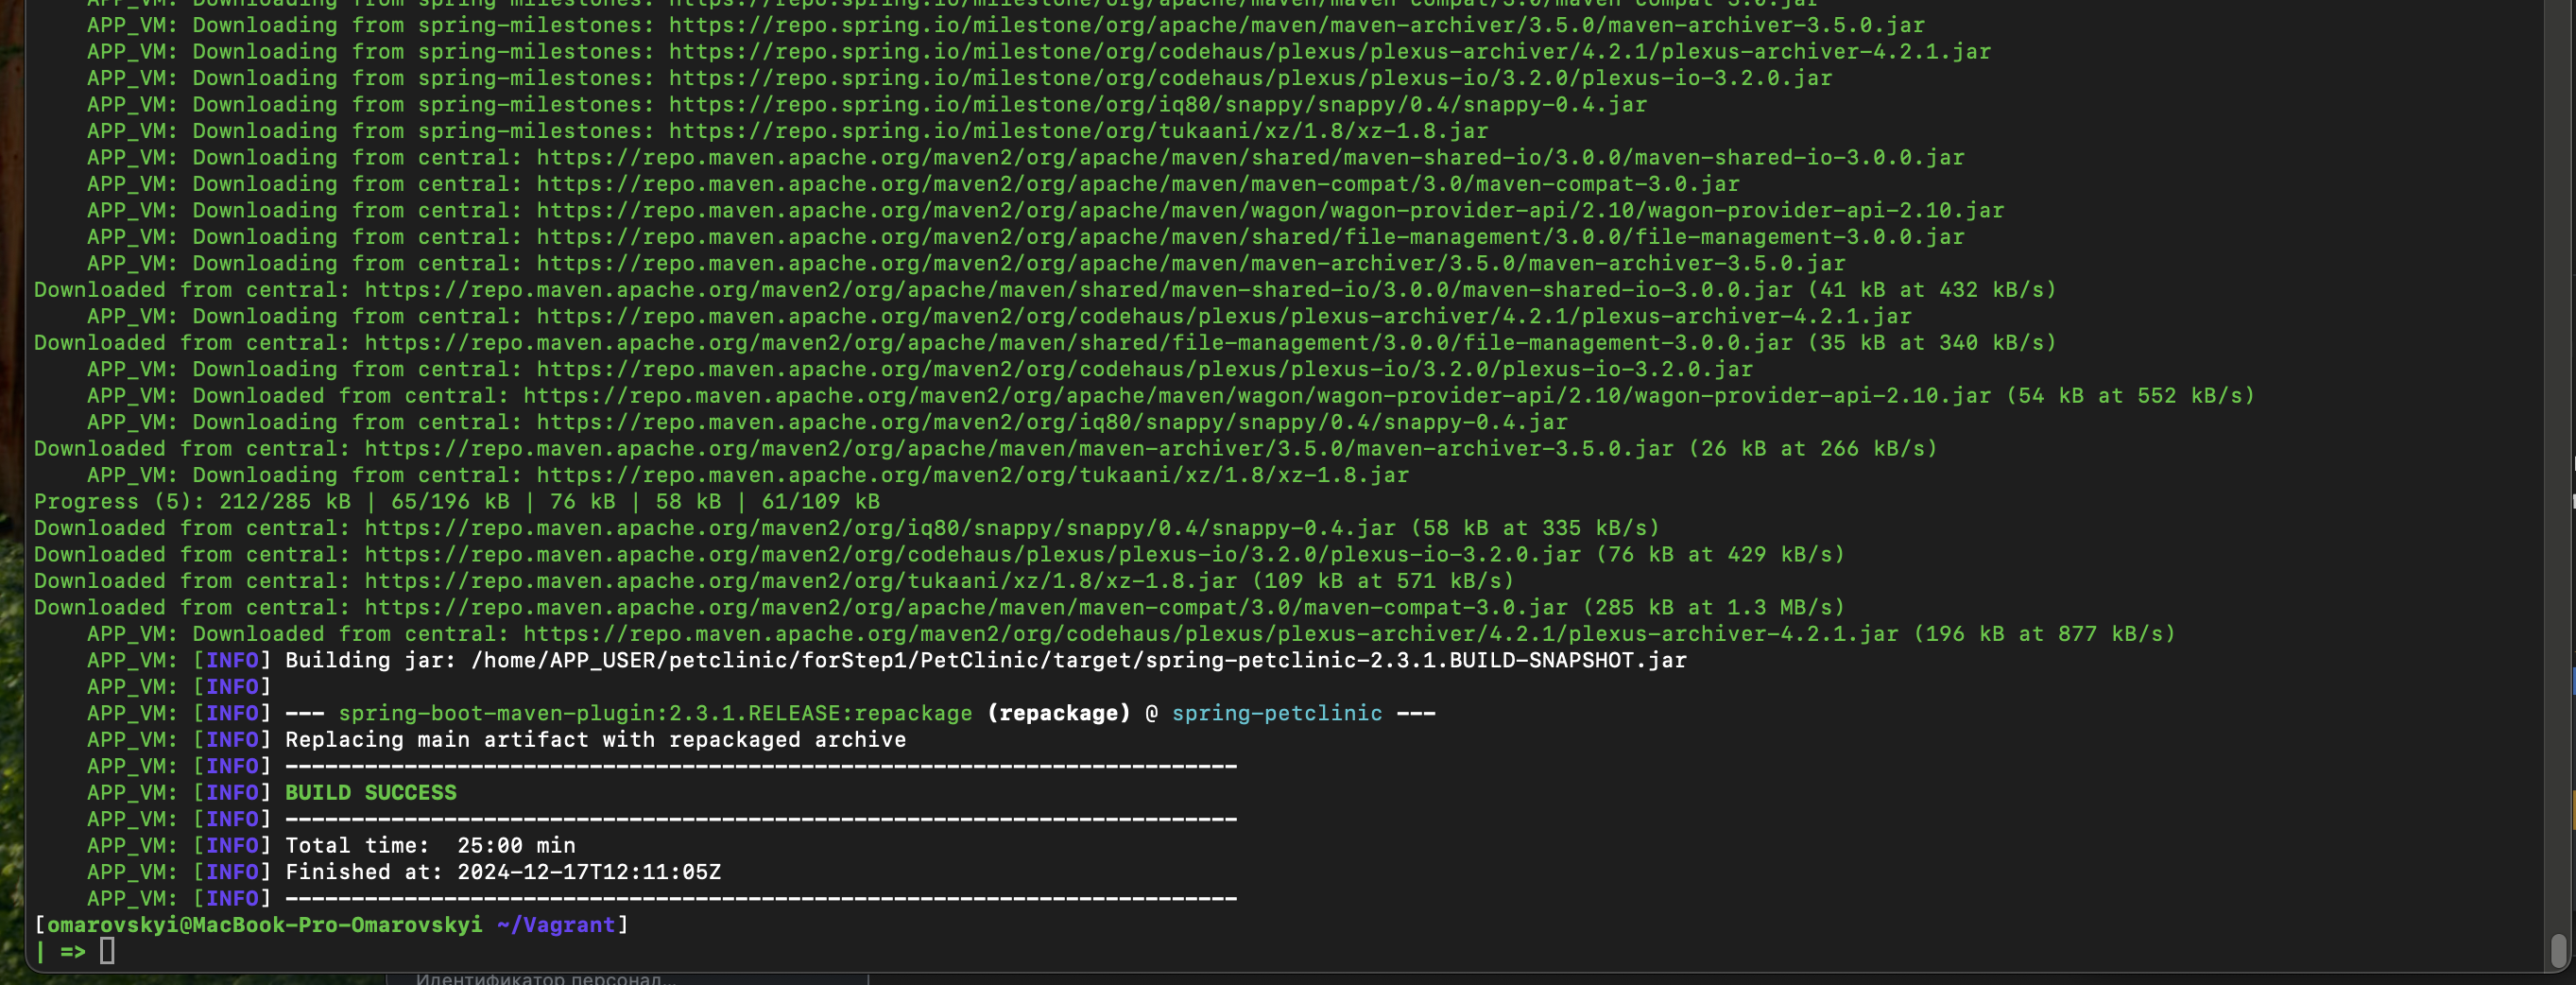 APP_VM: Downloading from spring-milestones: https://repo.spring.io/milestone/org/apache/maven/maven-compat/3.0/maven-compat-3.0.jar
APP_VM: Downloading from spring-milestones: https://repo.spring.io/milestone/org/apache/maven/maven-archiver/3.5.0/maven-archiver-3.5.0.jar
APP_VM: Downloading from spring-milestones: https://repo.spring.io/milestone/org/codehaus/plexus/plexus-archiver/4.2.1/plexus-archiver-4.2.1.jar
APP_VM: Downloading from spring-milestones: https://repo.spring.io/milestone/org/codehaus/plexus/plexus-io/3.2.0/plexus-io-3.2.0.jar
APP_VM: Downloading from spring-milestones: https://repo.spring.io/milestone/org/iq80/snappy/snappy/0.4/snappy-0.4.jar
APP_VM: Downloading from spring-milestones: https://repo.spring.io/milestone/org/tukaani/xz/1.8/xz-1.8.jar
APP_VM: Downloading from central: https://repo.maven.apache.org/maven2/org/apache/maven/shared/maven-shared-io/3.0.0/maven-shared-io-3.0.0.jar
APP_VM: Downloading from central: https://repo.maven.apache.org/maven2/org/apache/maven/maven-compat/3.0/maven-compat-3.0.jar
APP_VM: Downloading from central: https://repo.maven.apache.org/maven2/org/apache/maven/wagon/wagon-provider-api/2.10/wagon-provider-api-2.10.jar
APP_VM: Downloading from central: https://repo.maven.apache.org/maven2/org/apache/maven/shared/file-management/3.0.0/file-management-3.0.0.jar
APP_VM: Downloading from central: https://repo.maven.apache.org/maven2/org/apache/maven/maven-archiver/3.5.0/maven-archiver-3.5.0.jar
Downloaded from central: https://repo.maven.apache.org/maven2/org/apache/maven/shared/maven-shared-io/3.0.0/maven-shared-io-3.0.0.jar (41 kB at 432 kB/s)
APP_VM: Downloading from central: https://repo.maven.apache.org/maven2/org/codehaus/plexus/plexus-archiver/4.2.1/plexus-archiver-4.2.1.jar
Downloaded from central: https://repo.maven.apache.org/maven2/org/apache/maven/shared/file-management/3.0.0/file-management-3.0.0.jar (35 kB at 340 kB/s)
APP_VM: Downloading from central: https://repo.maven.apache.org/maven2/org/codehaus/plexus/plexus-io/3.2.0/plexus-io-3.2.0.jar
APP_VM: Downloaded from central: https://repo.maven.apache.org/maven2/org/apache/maven/wagon/wagon-provider-api/2.10/wagon-provider-api-2.10.jar (54 kB at 552 kB/s)
APP_VM: Downloading from central: https://repo.maven.apache.org/maven2/org/iq80/snappy/snappy/0.4/snappy-0.4.jar
Downloaded from central: https://repo.maven.apache.org/maven2/org/apache/maven/maven-archiver/3.5.0/maven-archiver-3.5.0.jar (26 kB at 266 kB/s)
APP_VM: Downloading from central: https://repo.maven.apache.org/maven2/org/tukaani/xz/1.8/xz-1.8.jar
Progress (5): 212/285 kB | 65/196 kB | 76 kB | 58 kB | 61/109 kB
Downloaded from central: https://repo.maven.apache.org/maven2/org/iq80/snappy/snappy/0.4/snappy-0.4.jar (58 kB at 335 kB/s)
Downloaded from central: https://repo.maven.apache.org/maven2/org/codehaus/plexus/plexus-io/3.2.0/plexus-io-3.2.0.jar (76 kB at 429 kB/s)
Downloaded from central: https://repo.maven.apache.org/maven2/org/tukaani/xz/1.8/xz-1.8.jar (109 kB at 571 kB/s)
Downloaded from central: https://repo.maven.apache.org/maven2/org/apache/maven/maven-compat/3.0/maven-compat-3.0.jar (285 kB at 1.3 MB/s)
APP_VM: Downloaded from central: https://repo.maven.apache.org/maven2/org/codehaus/plexus/plexus-archiver/4.2.1/plexus-archiver-4.2.1.jar (196 kB at 877 kB/s)
APP_VM: [INFO] Building jar: /home/APP_USER/petclinic/forStep1/PetClinic/target/spring-petclinic-2.3.1.BUILD-SNAPSHOT.jar
APP_VM: [INFO]
APP_VM: [INFO] --- spring-boot-maven-plugin:2.3.1.RELEASE:repackage (repackage) @ spring-petclinic ---
APP_VM: [INFO] Replacing main artifact with repackaged archive
APP_VM: [INFO] ------------------------------------------------------------------------
APP_VM: [INFO] BUILD SUCCESS
APP_VM: [INFO] ------------------------------------------------------------------------
APP_VM: [INFO] Total time:  25:00 min
APP_VM: [INFO] Finished at: 2024-12-17T12:11:05Z
APP_VM: [INFO] ------------------------------------------------------------------------
[omarovskyi@MacBook-Pro-Omarovskyi ~/Vagrant]
| =>
Идентификатор персонал...